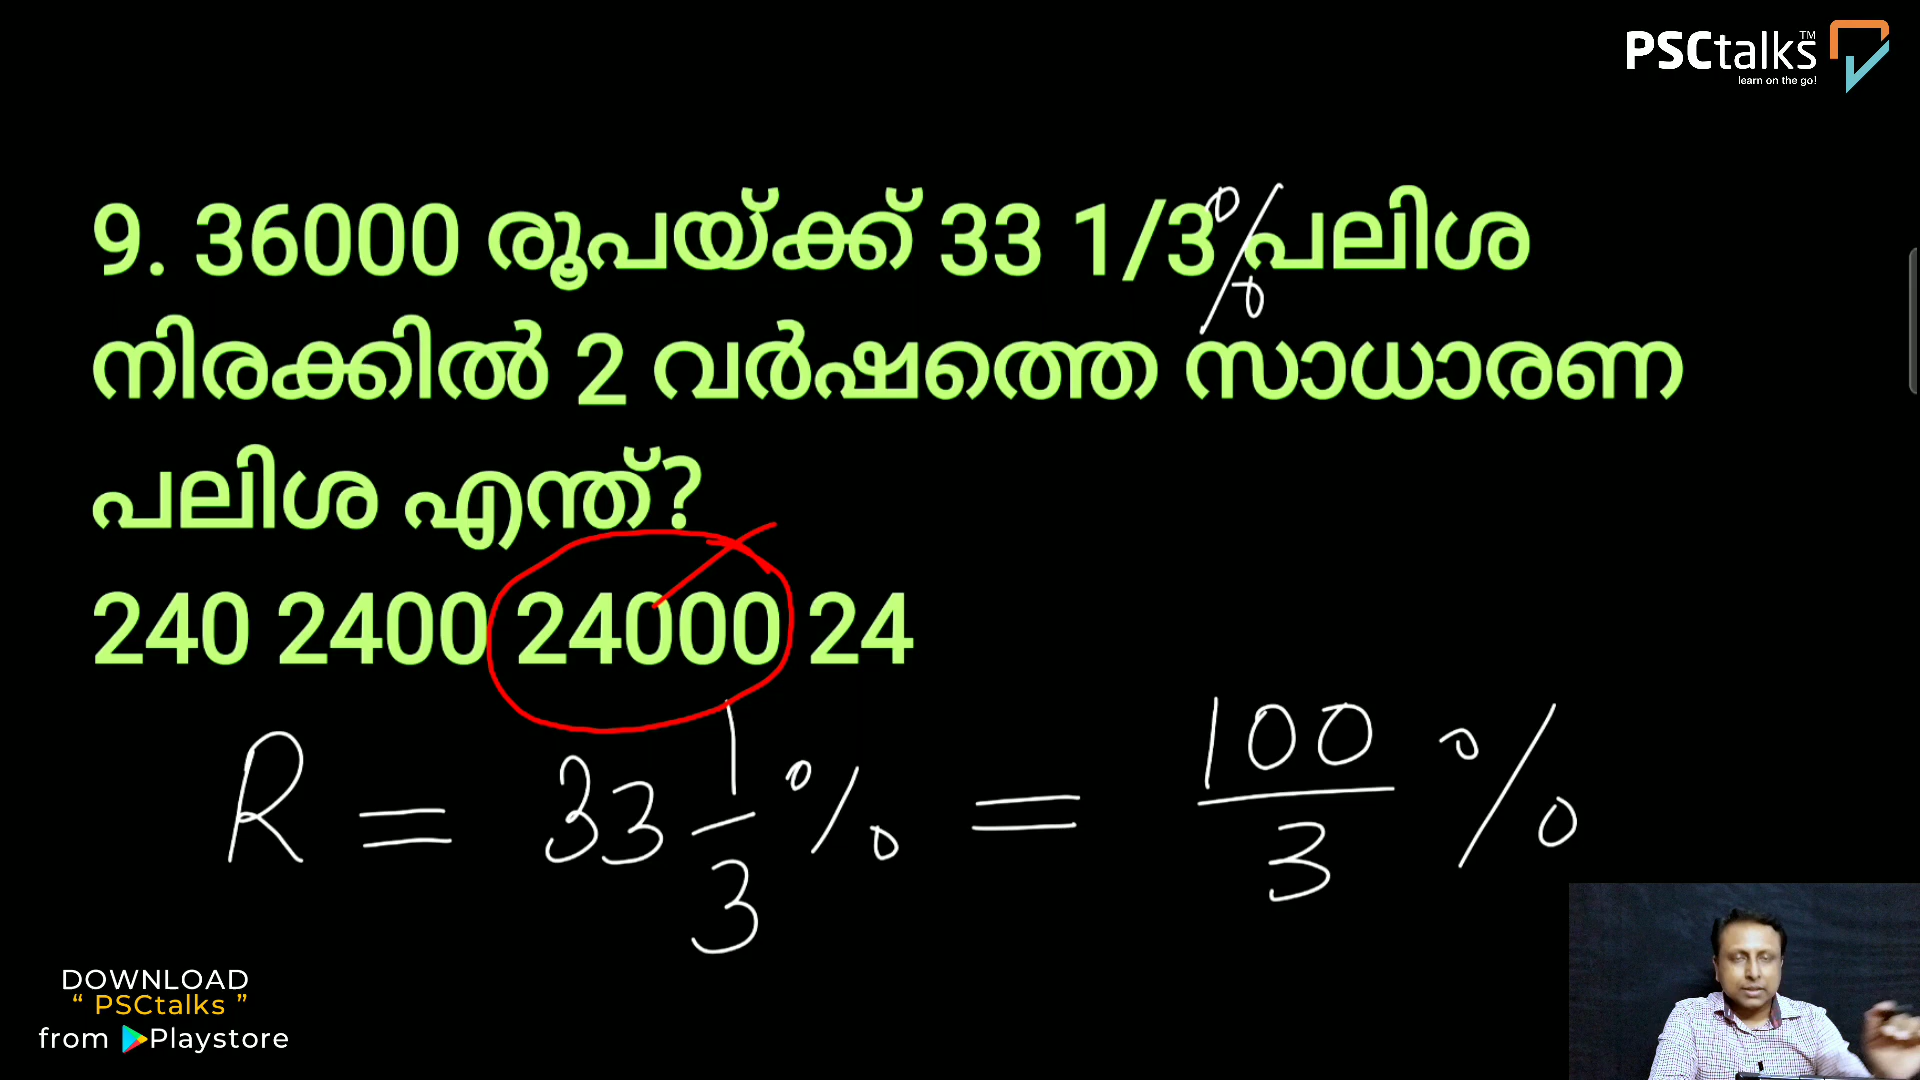 PSCtalks™
learn on the go!
9. 36000 രൂപയ്ക്ക് 33 1/3% പലിശ
നിരക്കിൽ 2 വർഷത്തെ സാധാരണ
പലിശ എന്ത്?
240 2400 24000 24
R = 33 1/3 % = 100/3 %
DOWNLOAD
“ PSCtalks ”
from Playstore